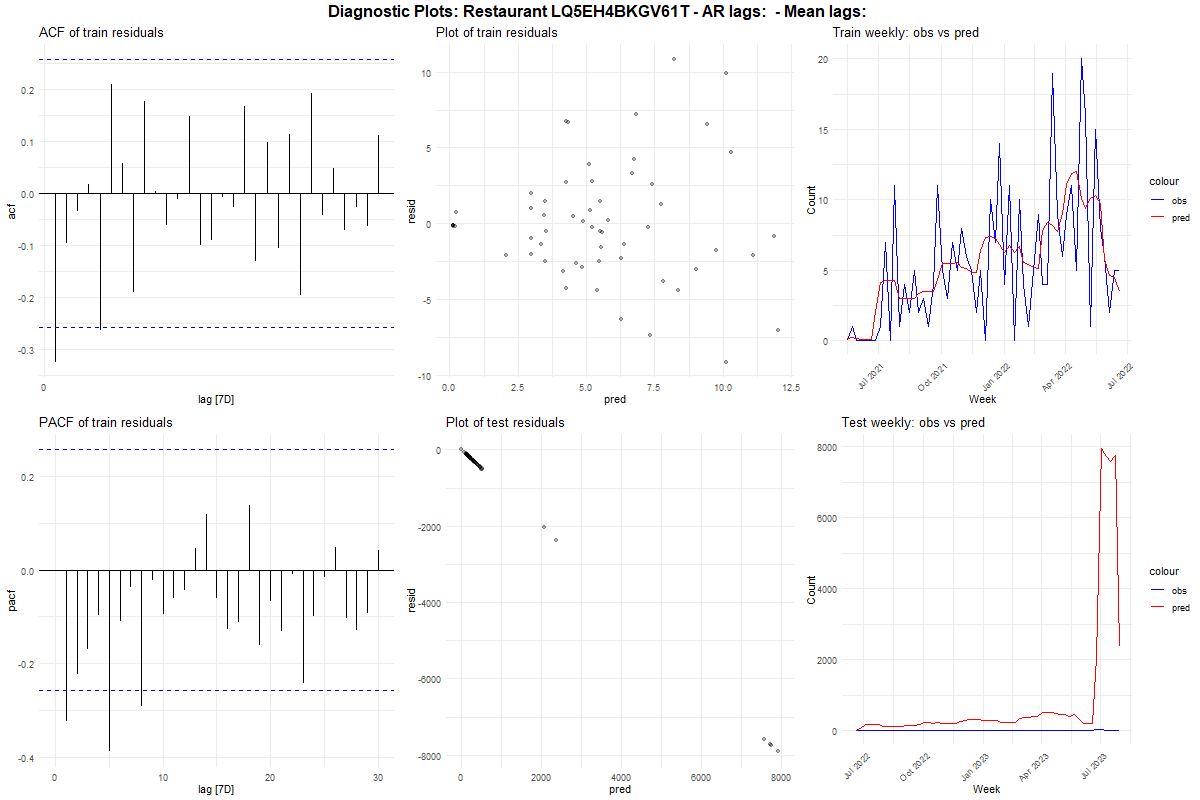 Diagnostic Plots: Restaurant LQ5EH4BKGV61T - AR lags:  - Mean lags:
ACF of train residuals
0.2
0.1
0.0
-0.1
-0.2
-0.3
acf
0
lag [7D]
Plot of train residuals
10
5
0
-5
-10
resid
0.0 2.5 5.0 7.5 10.0 12.5
pred
Train weekly: obs vs pred
20
15
10
5
0
Count
Jul 2021 Oct 2021 Jan 2022 Apr 2022 Jul 2022
Week
colour
obs
pred
PACF of train residuals
0.2
0.0
-0.2
-0.4
pacf
0 10 20 30
lag [7D]
Plot of test residuals
0
-2000
-4000
-6000
-8000
resid
0 2000 4000 6000 8000
pred
Test weekly: obs vs pred
8000
6000
4000
2000
0
Count
Jul 2022 Oct 2022 Jan 2023 Apr 2023 Jul 2023
Week
colour
obs
pred